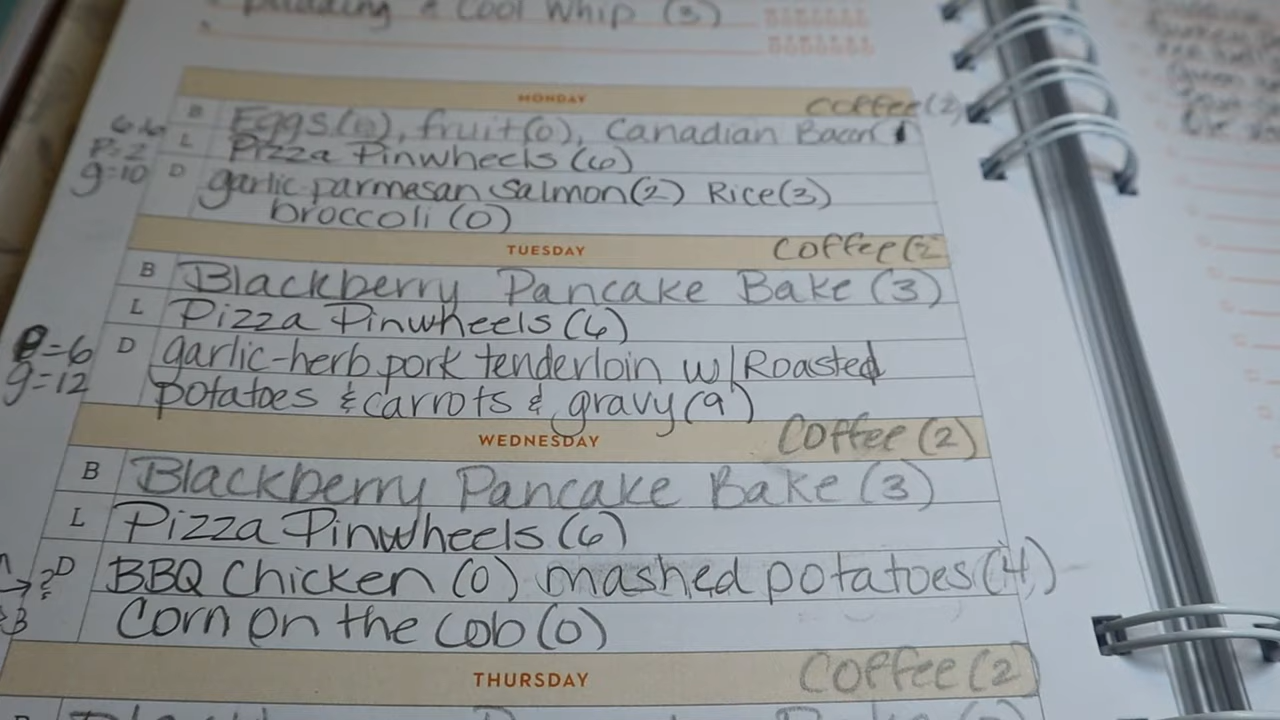 pudding & Cool Whip (3)
MONDAY Coffee (2)
B Eggs (0), fruit (0), Canadian Bacon (1
L Pizza Pinwheels (6)
P=2
g=10 D garlic parmesan Salmon (2) Rice (3)
broccoli (0)
TUESDAY Coffee (2
B Blackberry Pancake Bake (3)
L Pizza Pinwheels (6)
P=6 D garlic-herb pork tenderloin w/ Roasted
g=12 potatoes & carrots & gravy (9)
WEDNESDAY Coffee (2)
B Blackberry Pancake Bake (3)
L Pizza Pinwheels (6)
? D BBQ Chicken (0) mashed potatoes (4)
Corn on the cob (0)
THURSDAY Coffee (2)